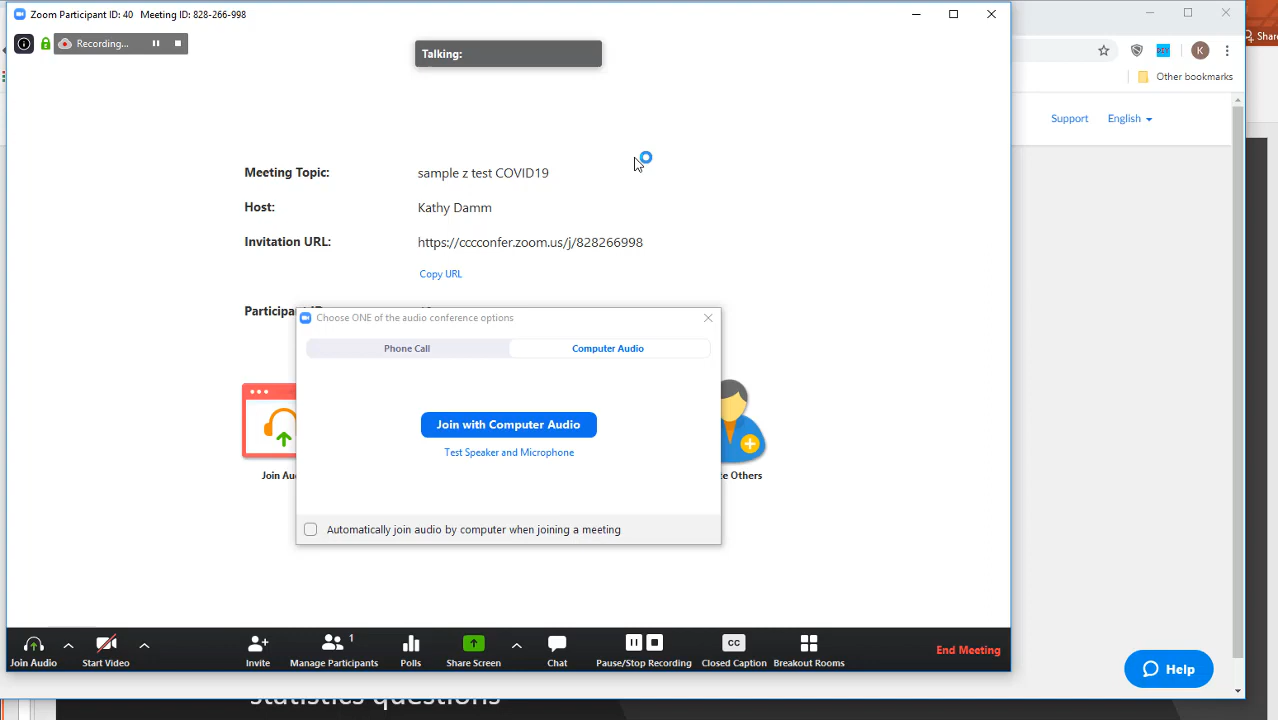 Zoom Participant ID: 40 Meeting ID: 828-266-998
Share
Recording...
Talking:
K
Other bookmarks
Support English
Meeting Topic: sample z test COVID19
Host: Kathy Damm
Invitation URL: https://cccconfer.zoom.us/j/828266998
Copy URL
Choose ONE of the audio conference options
Phone Call Computer Audio
Join with Computer Audio
Test Speaker and Microphone
Automatically join audio by computer when joining a meeting
1
CC
Join Audio Start Video Invite Manage Participants Polls Share Screen Chat Pause/Stop Recording Closed Caption Breakout Rooms End Meeting
Help
statistics questions